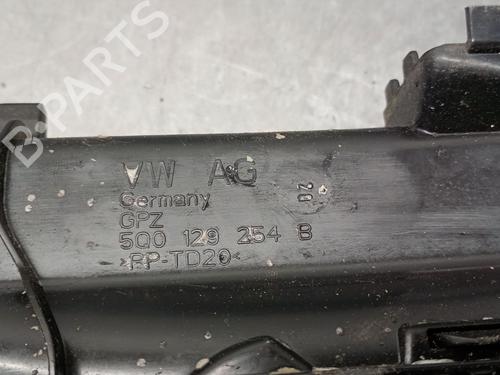 B-PARTS
VW AG
Germany
GPZ
5Q0 129 254 B
>PP-TD20<